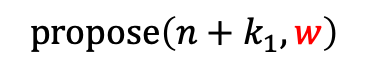 propose(n + k₁, w)